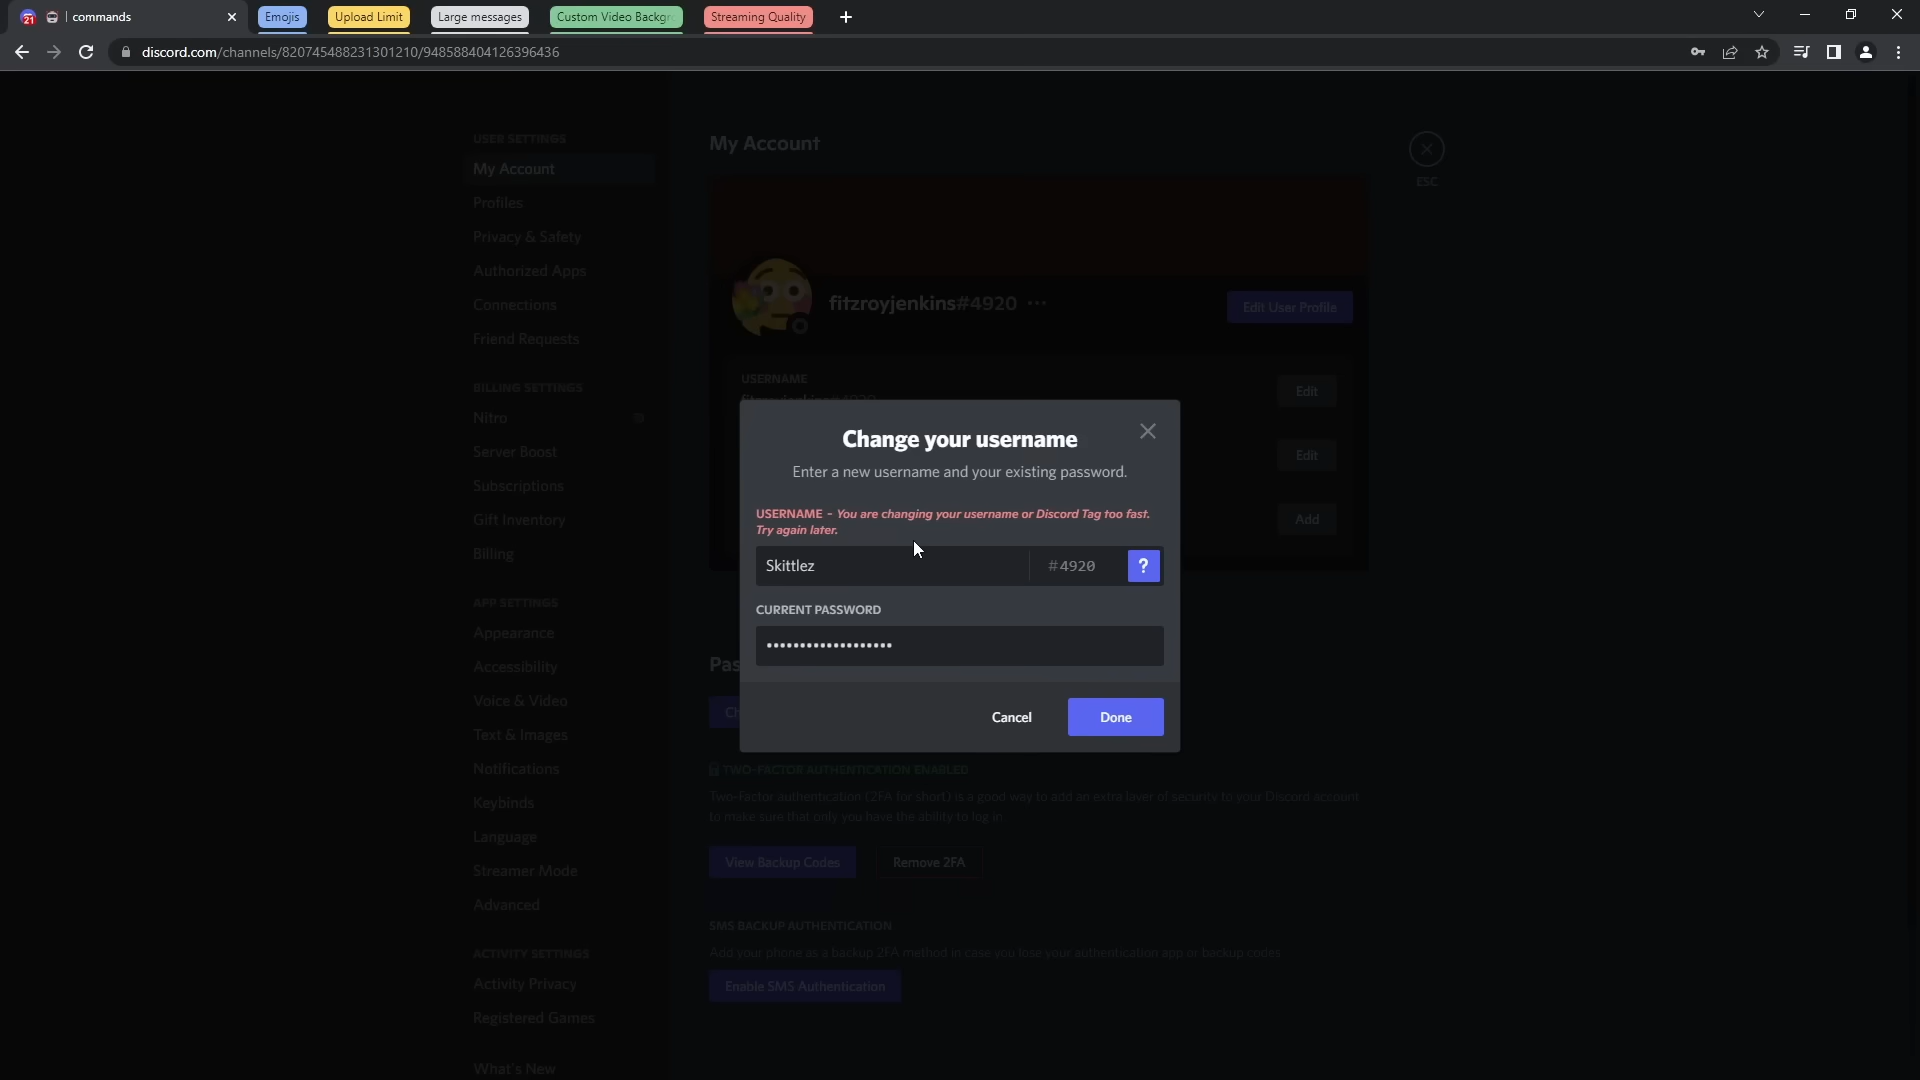 commands
Emojis
Upload Limit
Large messages
Custom Video Backgr
Streaming Quality
discord.com/channels/820745488231301210/948588404126396436
USER SETTINGS
My Account
Profiles
Privacy & Safety
Authorized Apps
Connections
Friend Requests
BILLING SETTINGS
Nitro
Server Boost
Subscriptions
Gift Inventory
Billing
APP SETTINGS
Appearance
Accessibility
Voice & Video
Text & Images
Notifications
Keybinds
Language
Streamer Mode
Advanced
ACTIVITY SETTINGS
Activity Privacy
Registered Games
What's New
My Account
ESC
fitzroyjenkins#4920
Edit User Profile
USERNAME
Edit
Edit
Add
Change your username
Enter a new username and your existing password.
USERNAME - You are changing your username or Discord Tag too fast.
Try again later.
Skittlez #4920 ?
CURRENT PASSWORD
•••••••••••••••••••
Cancel
Done
Pas
Ch
TWO-FACTOR AUTHENTICATION ENABLED
Two-Factor authentication (2FA for short) is a good way to add an extra layer of security to your Discord account
to make sure that only you have the ability to log in.
View Backup Codes
Remove 2FA
SMS BACKUP AUTHENTICATION
Add your phone as a backup 2FA method in case you lose your authentication app or backup codes.
Enable SMS Authentication